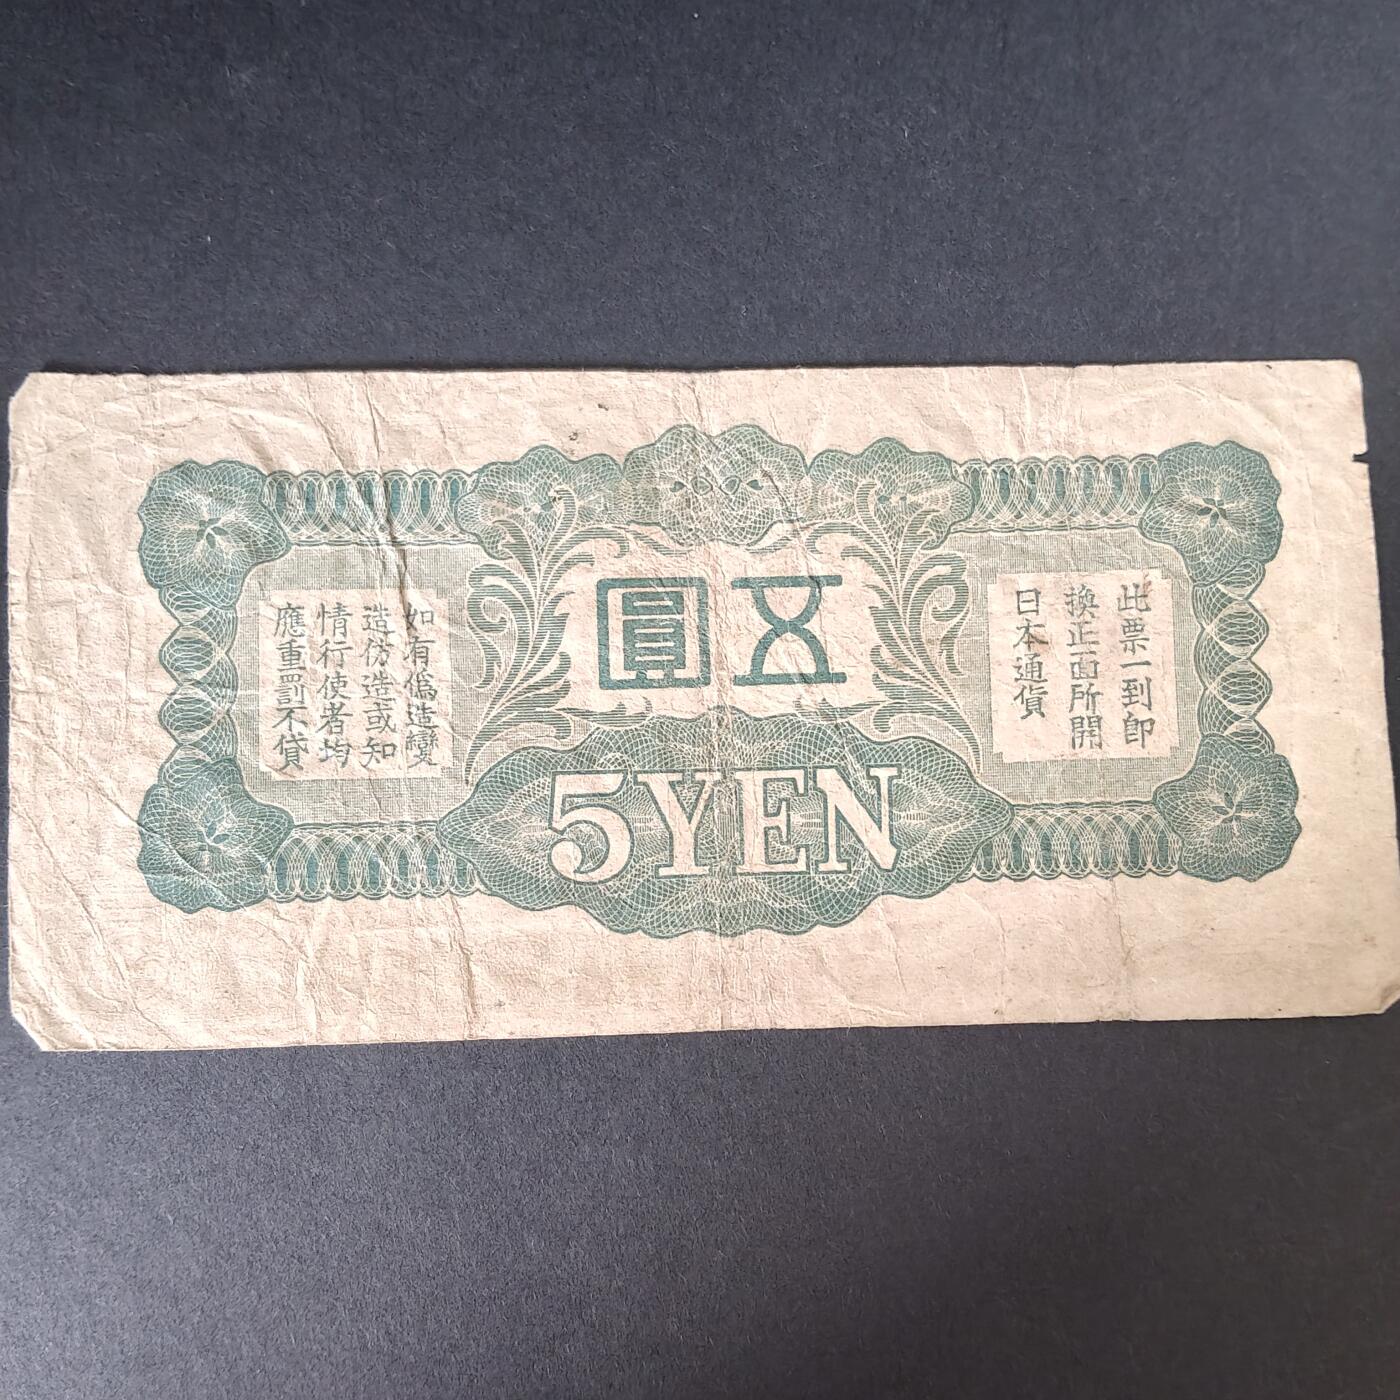 五圓
5YEN
此票一到即
換正面所開
日本通貨
如有僞造變
造仿造或知
情行使者均
應重罰不貸